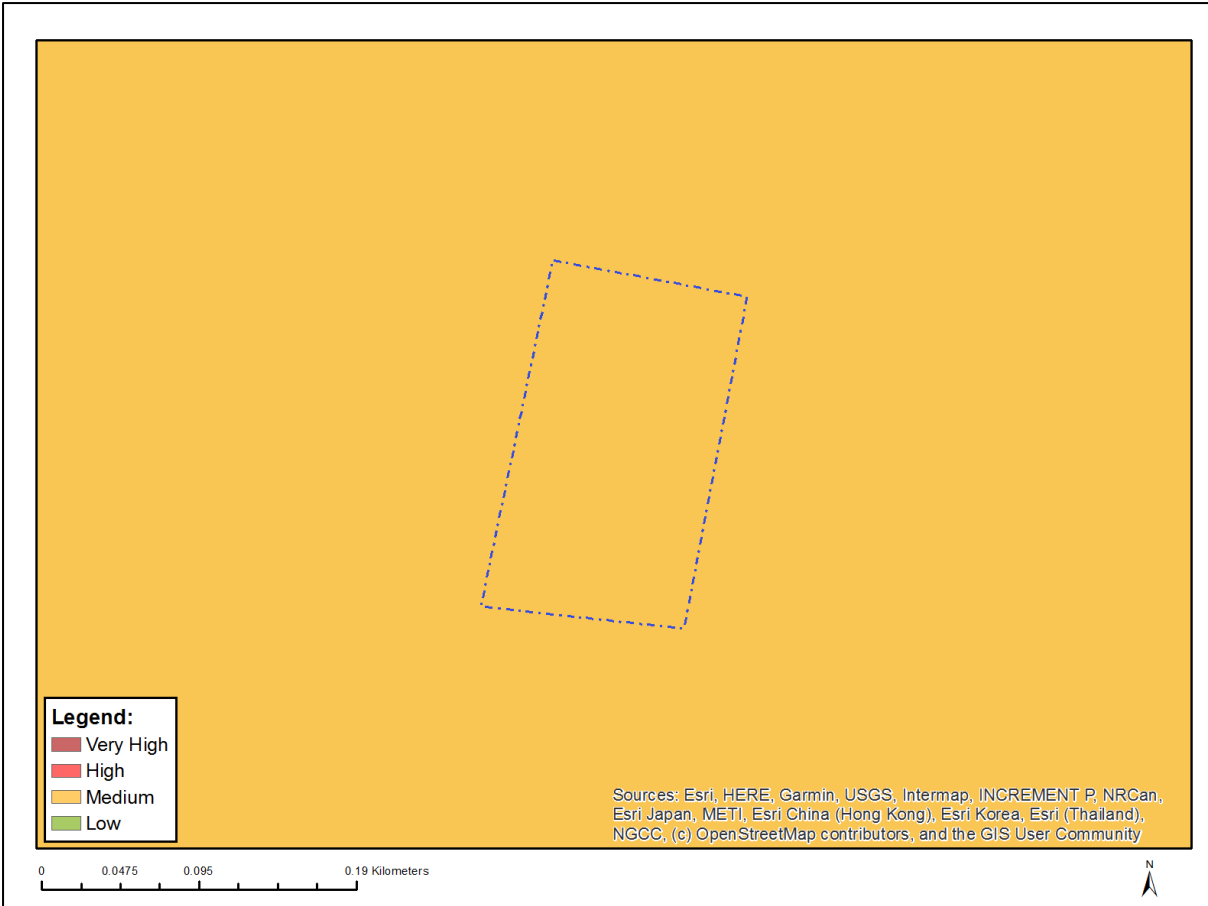 Legend:
Very High
High
Medium
Low
Sources: Esri, HERE, Garmin, USGS, Intermap, INCREMENT P, NRCan,
Esri Japan, METI, Esri China (Hong Kong), Esri Korea, Esri (Thailand),
NGCC, (c) OpenStreetMap contributors, and the GIS User Community
0 0.0475 0.095 0.19 Kilometers
N